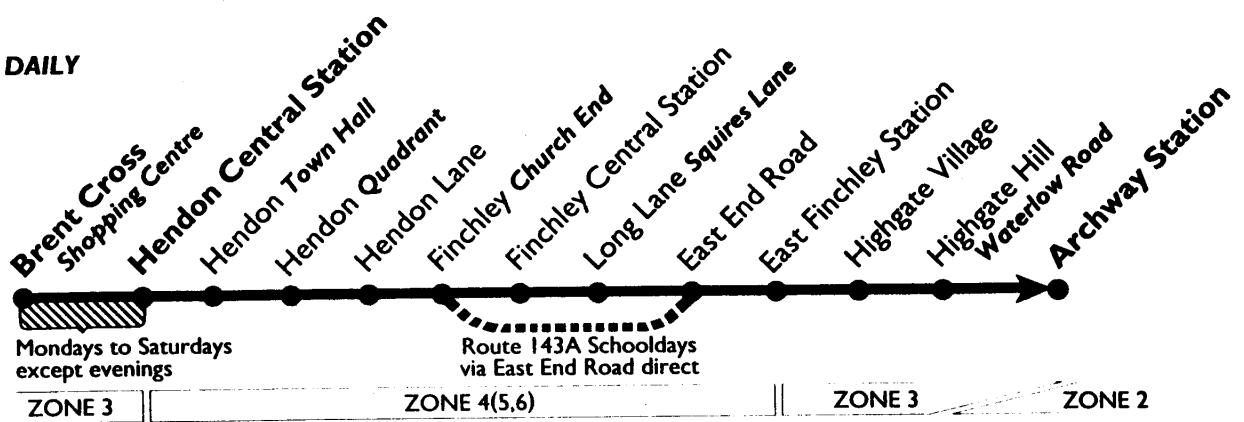 DAILY
Brent Cross
Shopping Centre
Hendon Central Station
Hendon Town Hall
Hendon Quadrant
Hendon Lane
Finchley Church End
Finchley Central Station
Long Lane Squires Lane
East End Road
East Finchley Station
Highgate Village
Highgate Hill
Waterlow Road
Archway Station
Mondays to Saturdays
except evenings
Route 143A Schooldays
via East End Road direct
ZONE 3
ZONE 4(5,6)
ZONE 3
ZONE 2